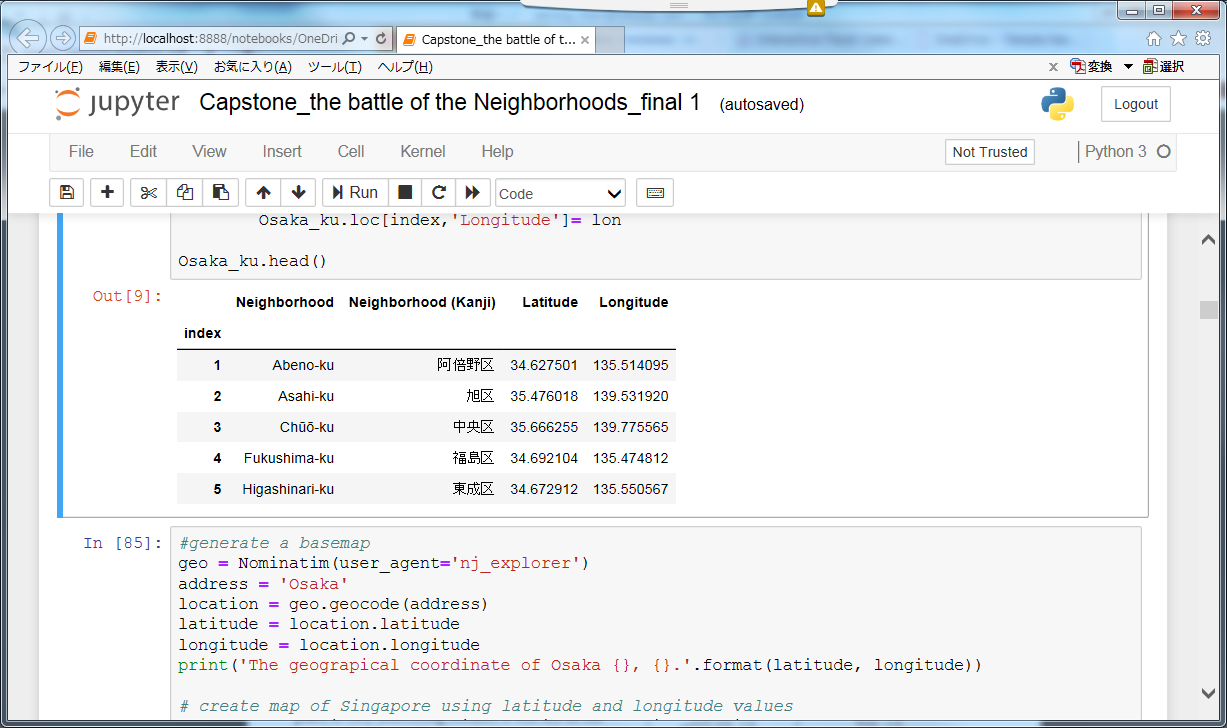 http://localhost:8888/notebooks/OneDri
Capstone_the battle of t...
ファイル(F) 編集(E) 表示(V) お気に入り(A) ツール(T) ヘルプ(H)
変換 選択
jupyter Capstone_the battle of the Neighborhoods_final 1 (autosaved)
Logout
File Edit View Insert Cell Kernel Help
Not Trusted Python 3
Run Code
Osaka_ku.loc[index,'Longitude']= lon
Osaka_ku.head()
Out[9]:
Neighborhood Neighborhood (Kanji) Latitude Longitude
index
1 Abeno-ku 阿倍野区 34.627501 135.514095
2 Asahi-ku 旭区 35.476018 139.531920
3 Chūō-ku 中央区 35.666255 139.775565
4 Fukushima-ku 福島区 34.692104 135.474812
5 Higashinari-ku 東成区 34.672912 135.550567
In [85]:
#generate a basemap
geo = Nominatim(user_agent='nj_explorer')
address = 'Osaka'
location = geo.geocode(address)
latitude = location.latitude
longitude = location.longitude
print('The geograpical coordinate of Osaka {}, {}.'.format(latitude, longitude))
# create map of Singapore using latitude and longitude values